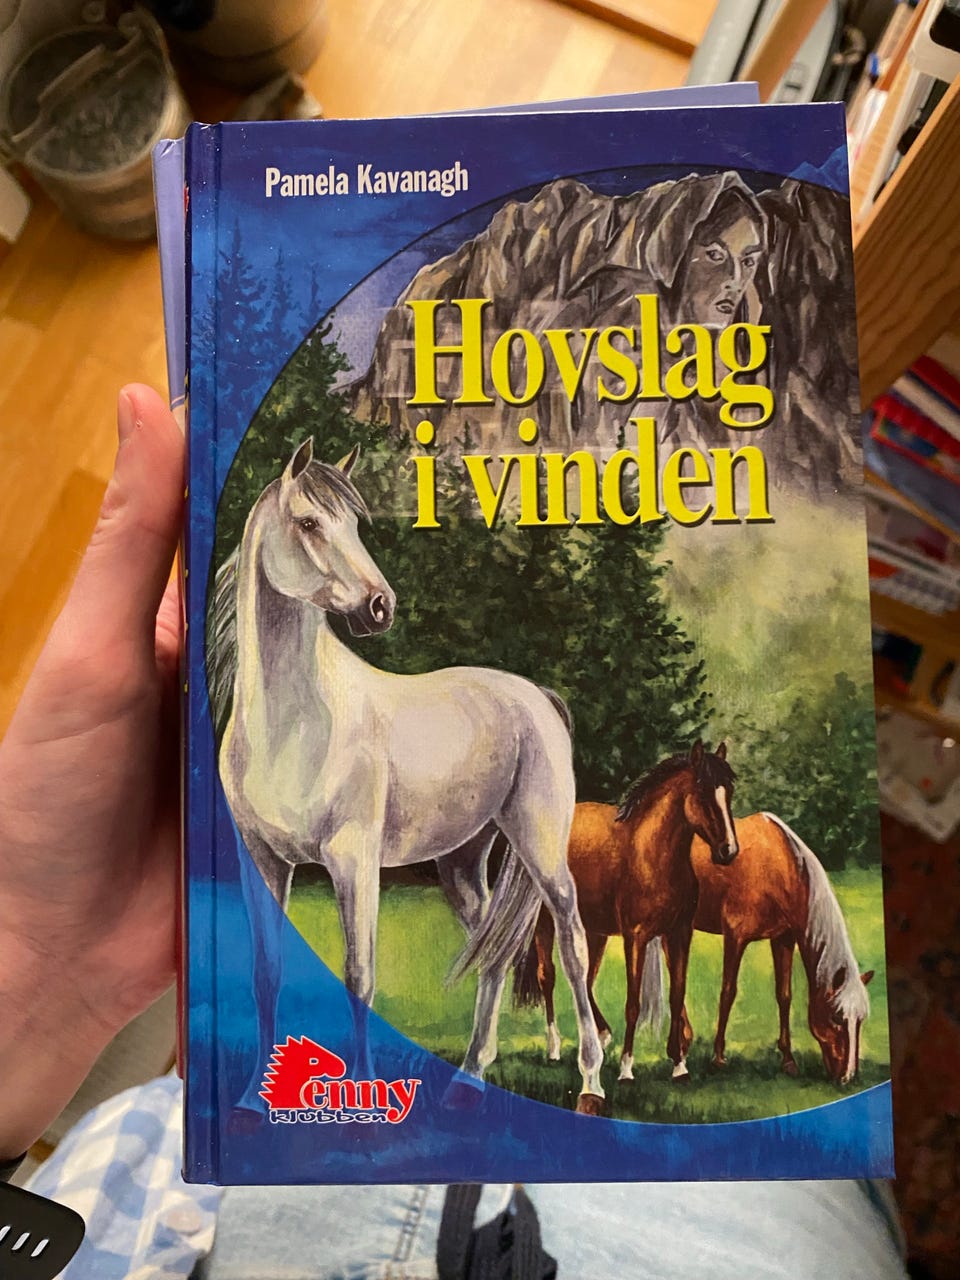 Pamela Kavanagh
Hovslag
i vinden
Penny
klubben